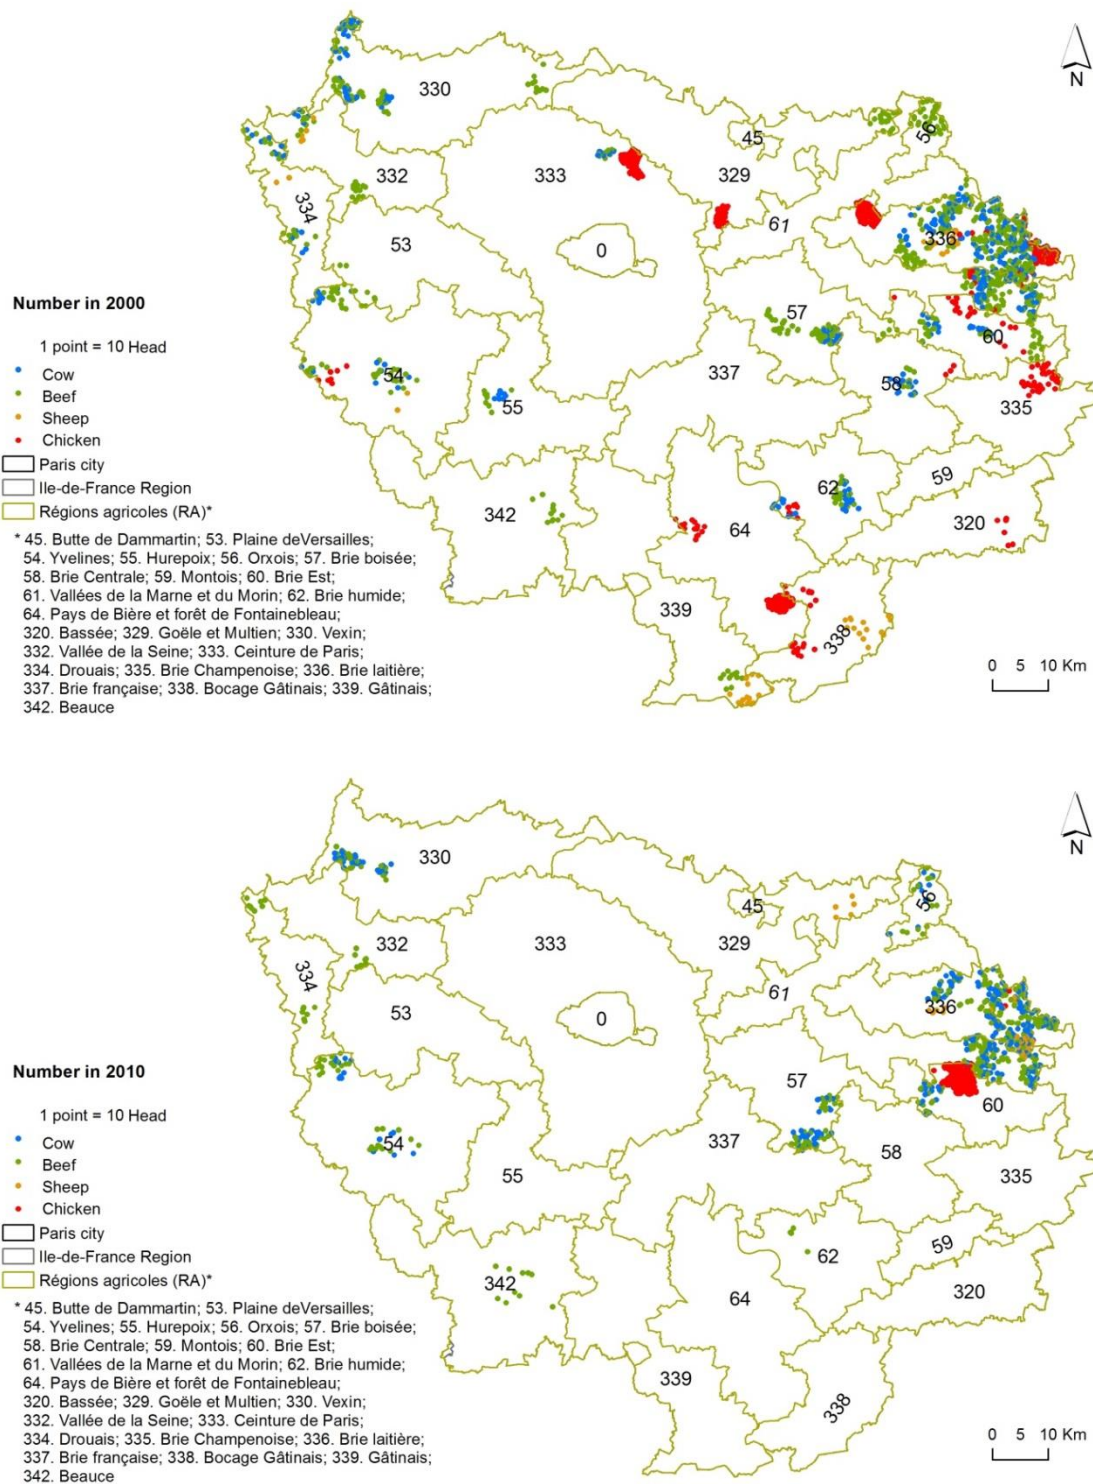 330
45
56
332
333
329
334
61
336
53
0
N
Number in 2000
1 point = 10 Head
Cow
Beef
Sheep
Chicken
Paris city
Ile-de-France Region
Régions agricoles (RA)*
57
60
54
337
58
55
335
62
59
342
64
320
339
338
* 45. Butte de Dammartin; 53. Plaine deVersailles;
54. Yvelines; 55. Hurepoix; 56. Orxois; 57. Brie boisée;
58. Brie Centrale; 59. Montois; 60. Brie Est;
61. Vallées de la Marne et du Morin; 62. Brie humide;
64. Pays de Bière et forêt de Fontainebleau;
320. Bassée; 329. Goële et Multien; 330. Vexin;
332. Vallée de la Seine; 333. Ceinture de Paris;
334. Drouais; 335. Brie Champenoise; 336. Brie laitière;
337. Brie française; 338. Bocage Gâtinais; 339. Gâtinais;
342. Beauce
0 5 10 Km
N
330
45
56
332
333
329
334
61
336
53
0
Number in 2010
1 point = 10 Head
Cow
Beef
Sheep
Chicken
Paris city
Ile-de-France Region
Régions agricoles (RA)*
57
60
54
337
58
55
335
62
59
342
64
320
339
338
* 45. Butte de Dammartin; 53. Plaine deVersailles;
54. Yvelines; 55. Hurepoix; 56. Orxois; 57. Brie boisée;
58. Brie Centrale; 59. Montois; 60. Brie Est;
61. Vallées de la Marne et du Morin; 62. Brie humide;
64. Pays de Bière et forêt de Fontainebleau;
320. Bassée; 329. Goële et Multien; 330. Vexin;
332. Vallée de la Seine; 333. Ceinture de Paris;
334. Drouais; 335. Brie Champenoise; 336. Brie laitière;
337. Brie française; 338. Bocage Gâtinais; 339. Gâtinais;
342. Beauce
0 5 10 Km